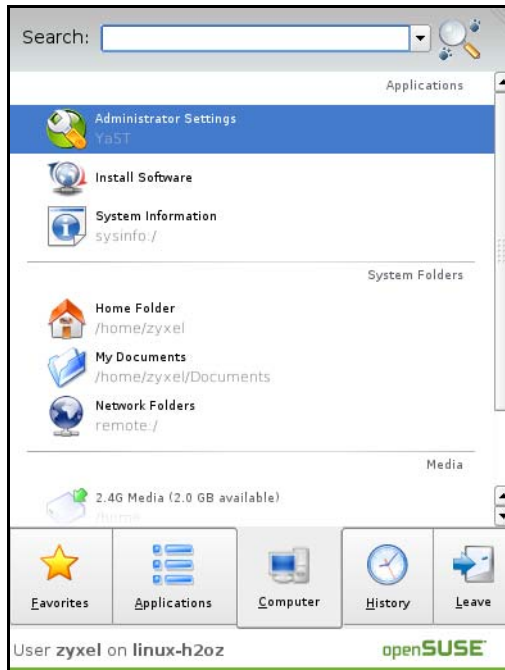 Search:
Applications
Administrator Settings
YaST
Install Software
System Information
sysinfo:/
System Folders
Home Folder
/home/zyxel
My Documents
/home/zyxel/Documents
Network Folders
remote:/
Media
2.4G Media (2.0 GB available)
/home
Favorites
Applications
Computer
History
Leave
User zyxel on linux-h2oz
openSUSE